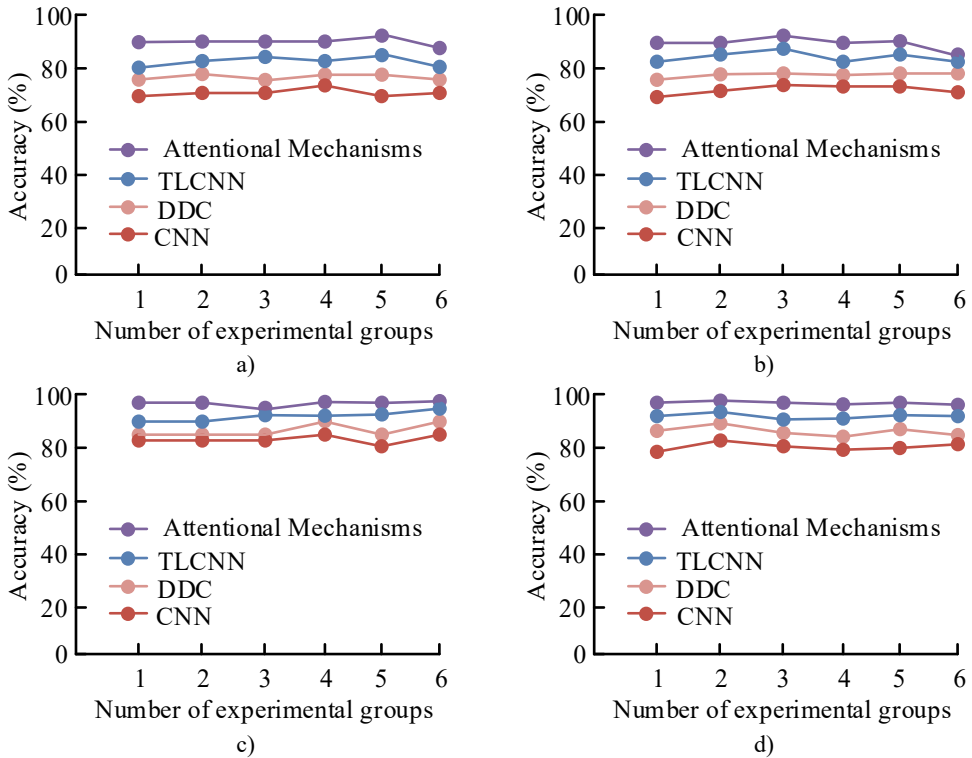 100
80
60
40
20
0
Accuracy (%)
Attentional Mechanisms
TLCNN
DDC
CNN
1 2 3 4 5 6
Number of experimental groups
a)
100
80
60
40
20
0
Accuracy (%)
Attentional Mechanisms
TLCNN
DDC
CNN
1 2 3 4 5 6
Number of experimental groups
b)
100
80
60
40
20
0
Accuracy (%)
Attentional Mechanisms
TLCNN
DDC
CNN
1 2 3 4 5 6
Number of experimental groups
c)
100
80
60
40
20
0
Accuracy (%)
Attentional Mechanisms
TLCNN
DDC
CNN
1 2 3 4 5 6
Number of experimental groups
d)